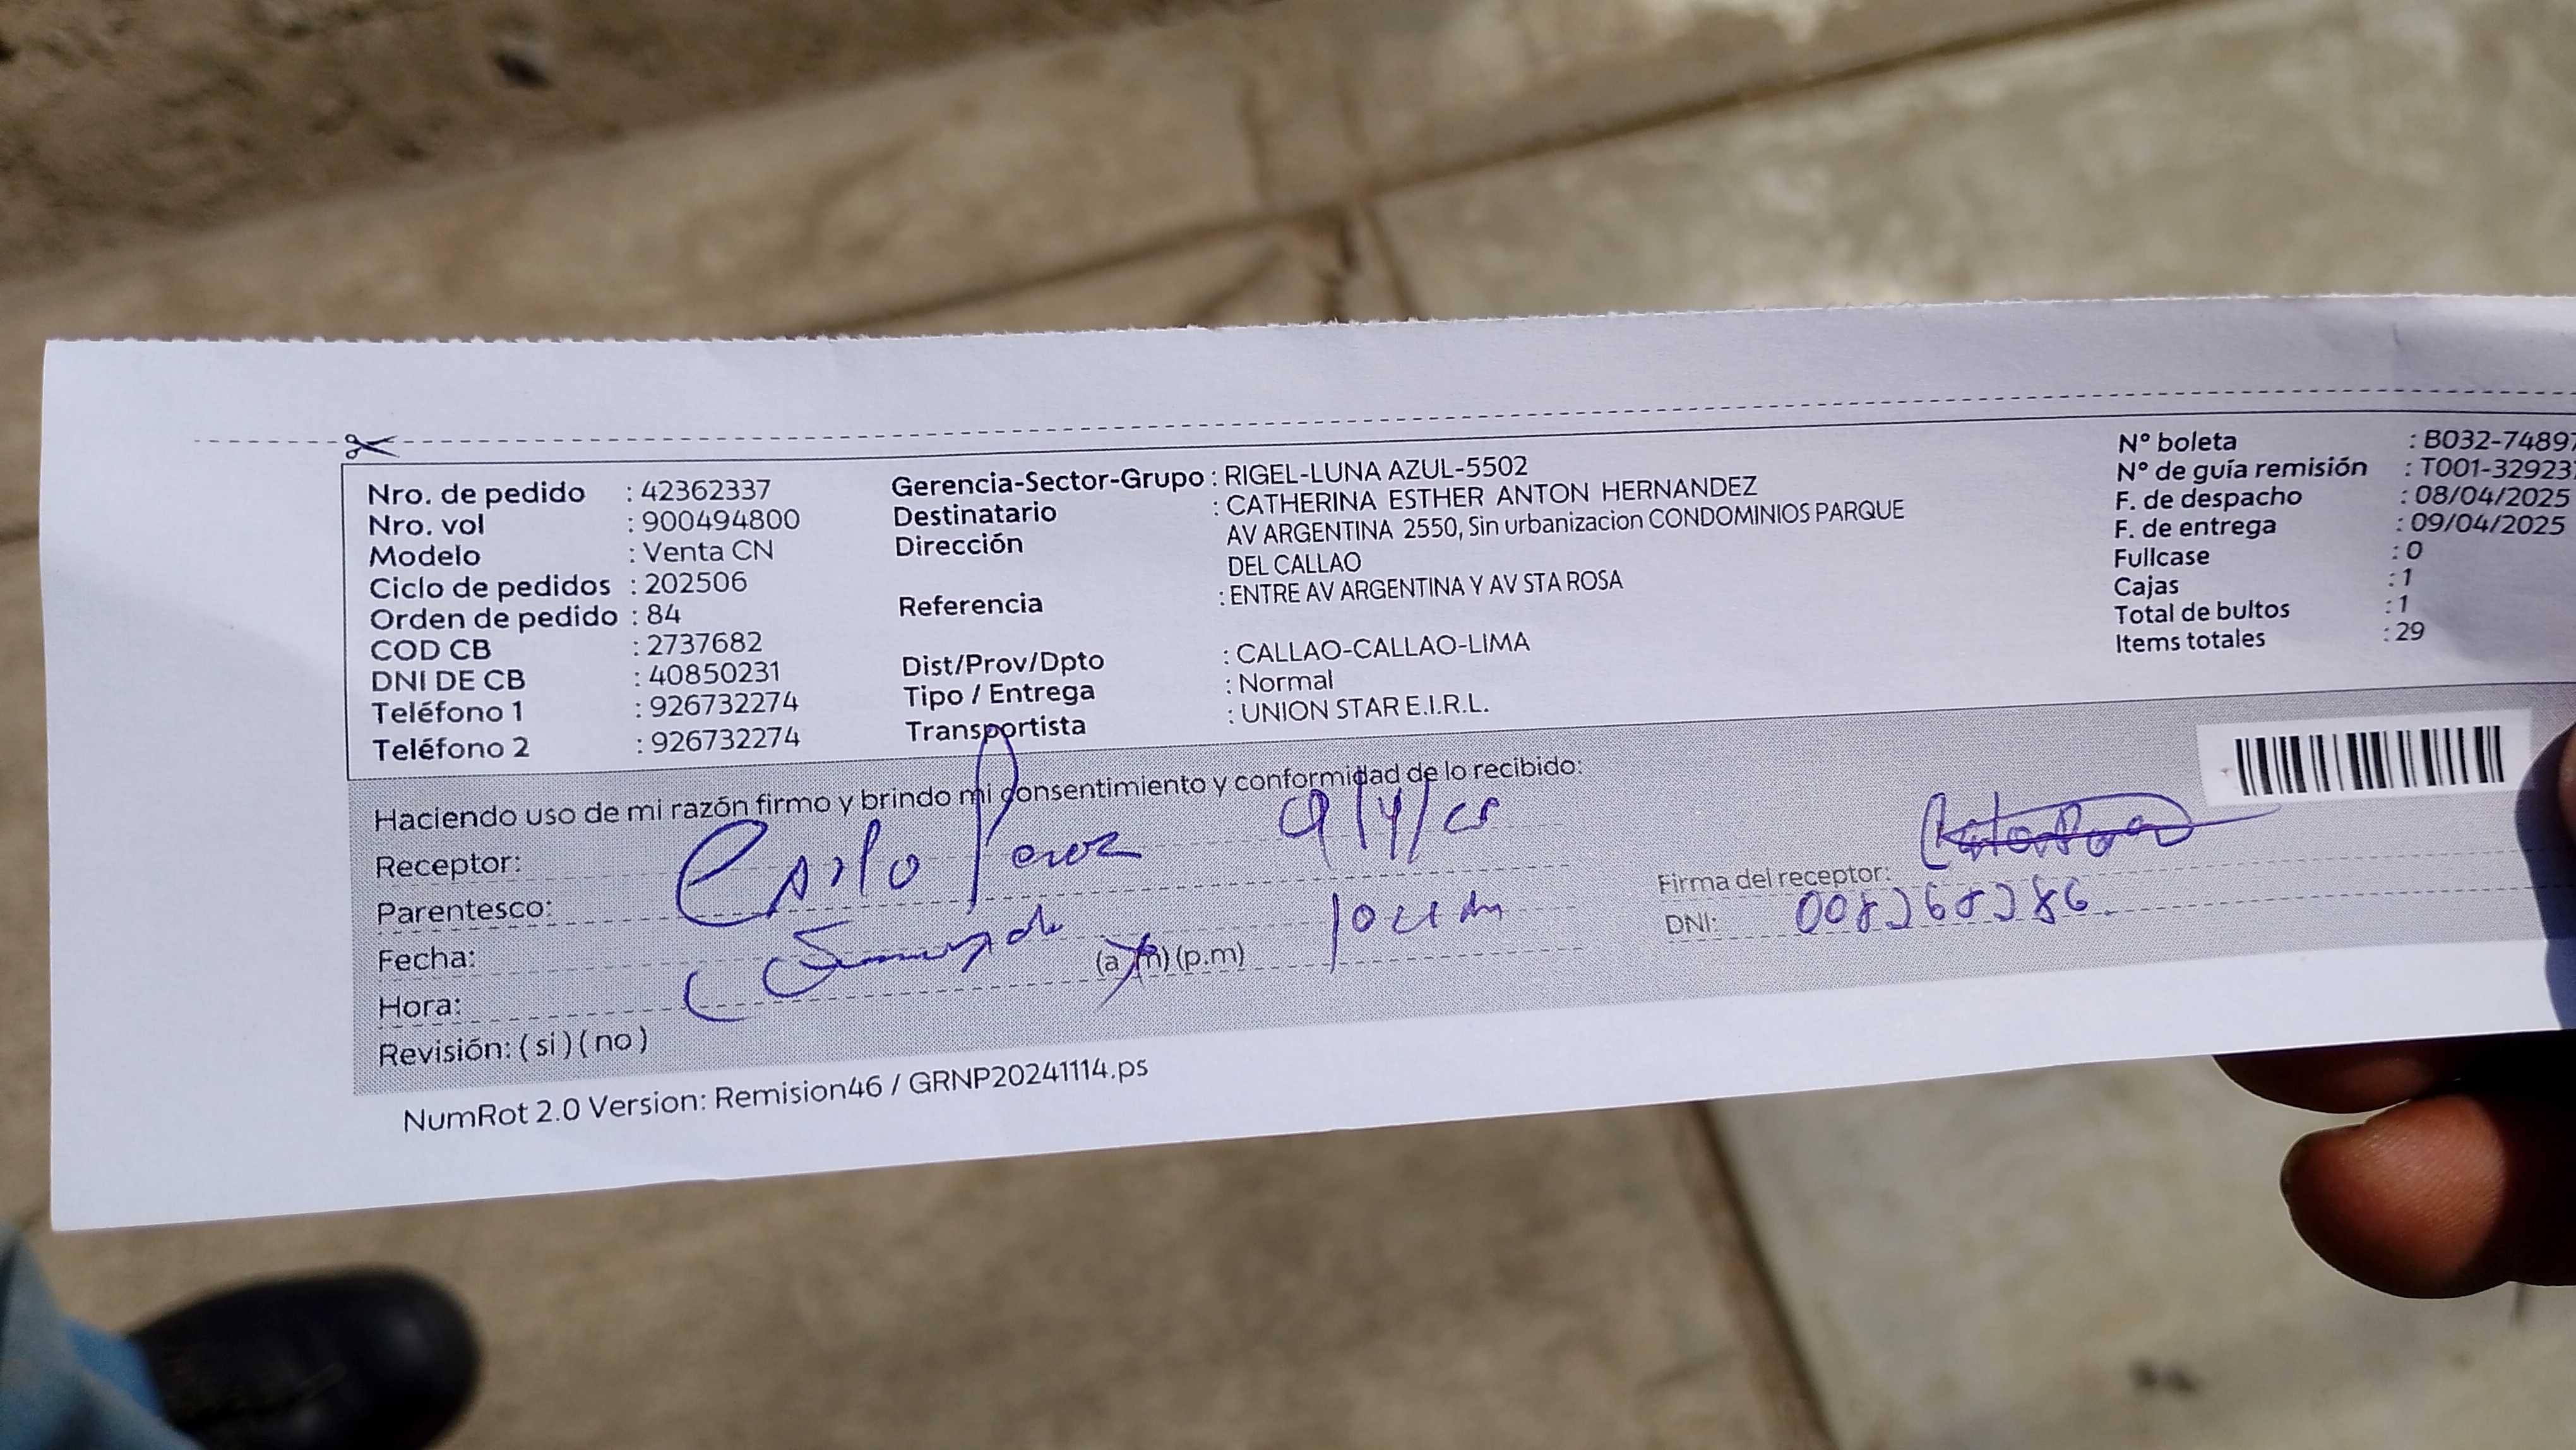 Nro. de pedido : 42362337
Nro. vol : 900494800
Modelo : Venta CN
Ciclo de pedidos : 202506
Orden de pedido : 84
COD CB : 2737682
DNI DE CB : 40850231
Teléfono 1 : 926732274
Teléfono 2 : 926732274
Gerencia-Sector-Grupo : RIGEL-LUNA AZUL-5502
Destinatario : CATHERINA ESTHER ANTON HERNANDEZ
Dirección AV ARGENTINA 2550, Sin urbanizacion CONDOMINIOS PARQUE
DEL CALLAO
Referencia : ENTRE AV ARGENTINA Y AV STA ROSA
Dist/Prov/Dpto : CALLAO-CALLAO-LIMA
Tipo / Entrega : Normal
Transportista : UNION STAR E.I.R.L.
N° boleta : B032-74897
N° de guía remisión : T001-32923
F. de despacho : 08/04/2025
F. de entrega : 09/04/2025
Fullcase : 0
Cajas : 1
Total de bultos : 1
Items totales : 29
Haciendo uso de mi razón firmo y brindo mi consentimiento y conformidad de lo recibido:
Receptor:
Parentesco:
Fecha:
Hora: (a.m) (p.m)
Revisión: ( si ) ( no )
Firma del receptor:
DNI:
NumRot 2.0 Version: Remision46 / GRNP20241114.ps